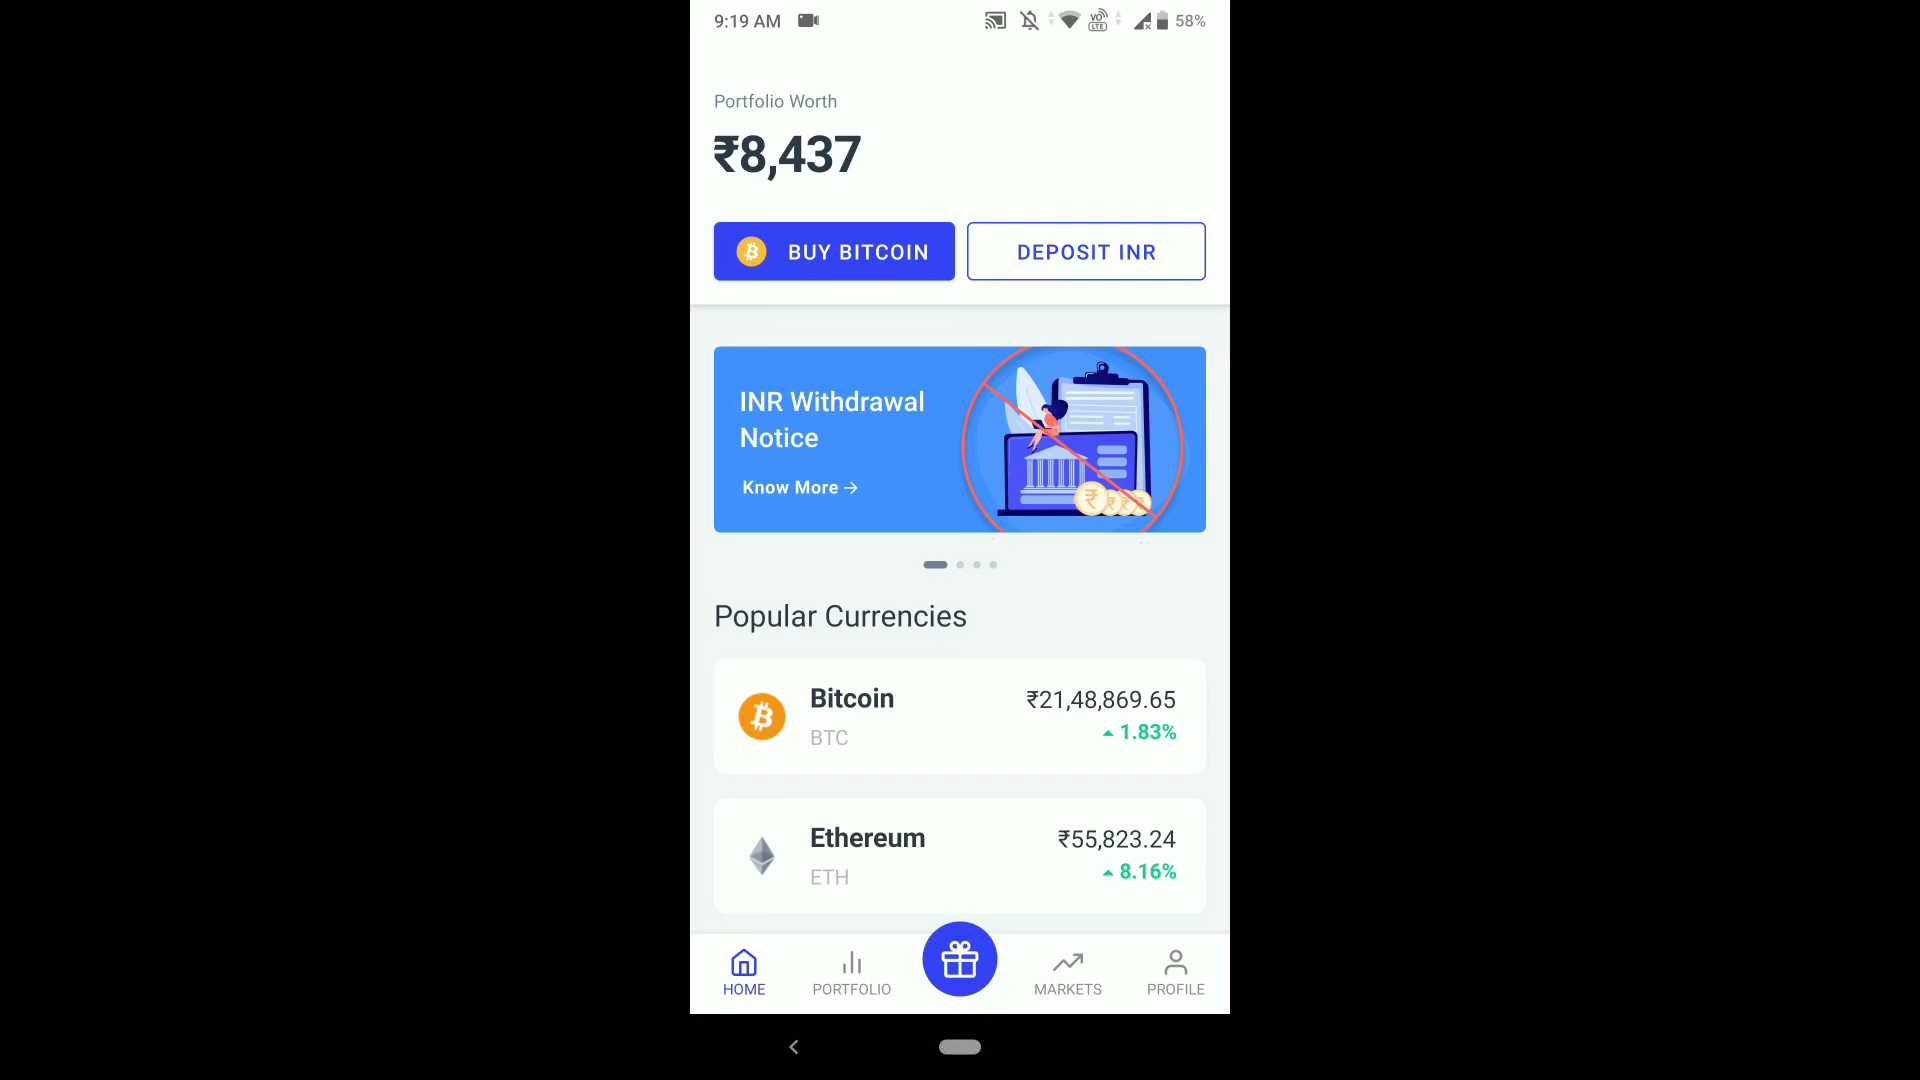 9:19 AM
VO
LTE
58%
Portfolio Worth
₹8,437
BUY BITCOIN
DEPOSIT INR
INR Withdrawal
Notice
Know More →
Popular Currencies
Bitcoin
₹21,48,869.65
BTC
▲ 1.83%
Ethereum
₹55,823.24
ETH
▲ 8.16%
HOME
PORTFOLIO
MARKETS
PROFILE